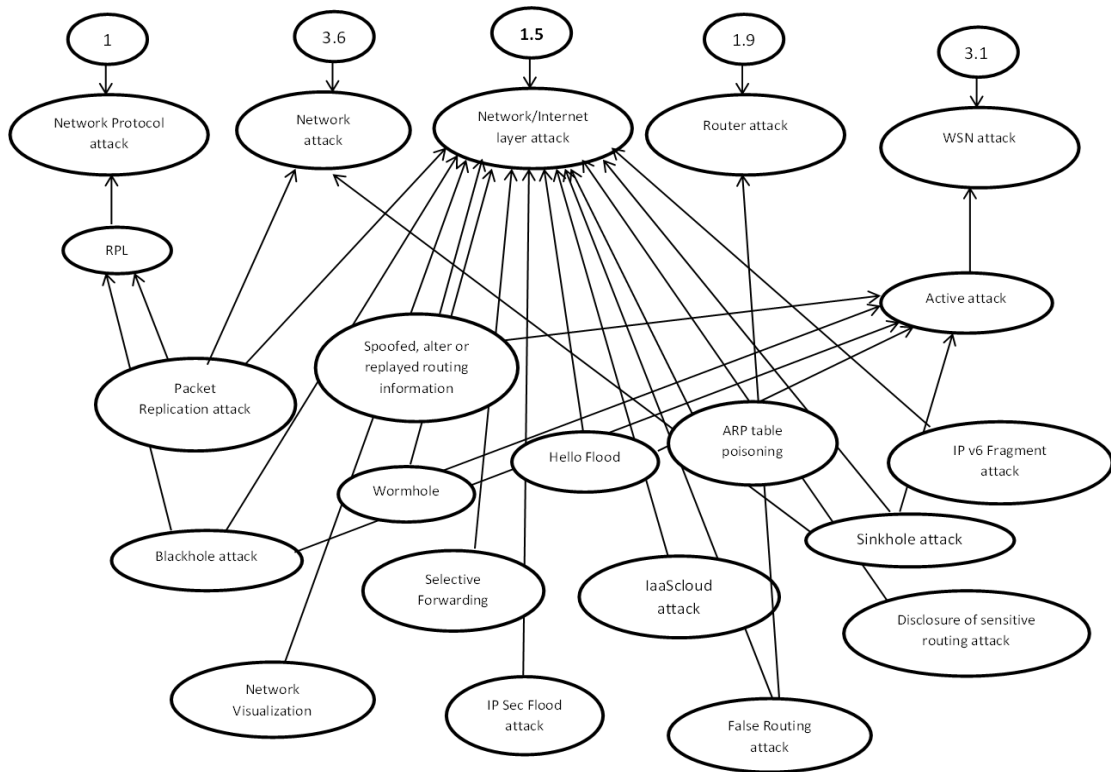 1
3.6
1.5
1.9
3.1
Network Protocol
attack
Network
attack
Network/Internet
layer attack
Router attack
WSN attack
RPL
Active attack
Spoofed, alter or
replayed routing
information
Packet
Replication attack
ARP table
poisoning
Hello Flood
IP v6 Fragment
attack
Wormhole
Blackhole attack
Sinkhole attack
Selective
Forwarding
IaaScloud
attack
Disclosure of sensitive
routing attack
Network
Visualization
IP Sec Flood
attack
False Routing
attack